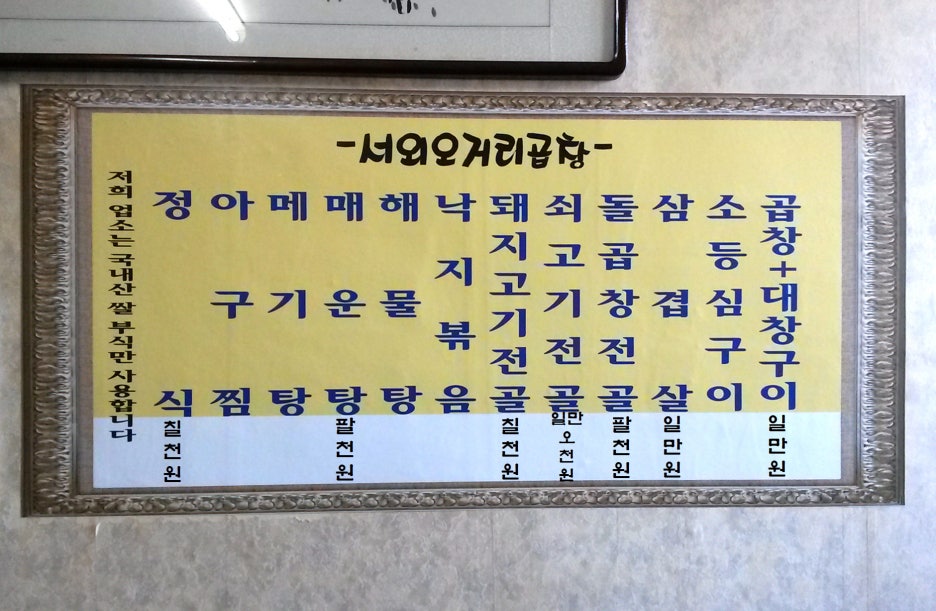 -서외오거리곱창-
곱창+대창구이
일만원
소등심구이
삼겹살
일만원
돌곱창전골
팔천원
쇠고기전골
일만오천원
돼지고기전골
칠천원
낙지볶음
해물탕
매운탕
팔천원
메기탕
아구찜
정식
칠천원
저희 업소는 국내산 쌀 부식만 사용합니다